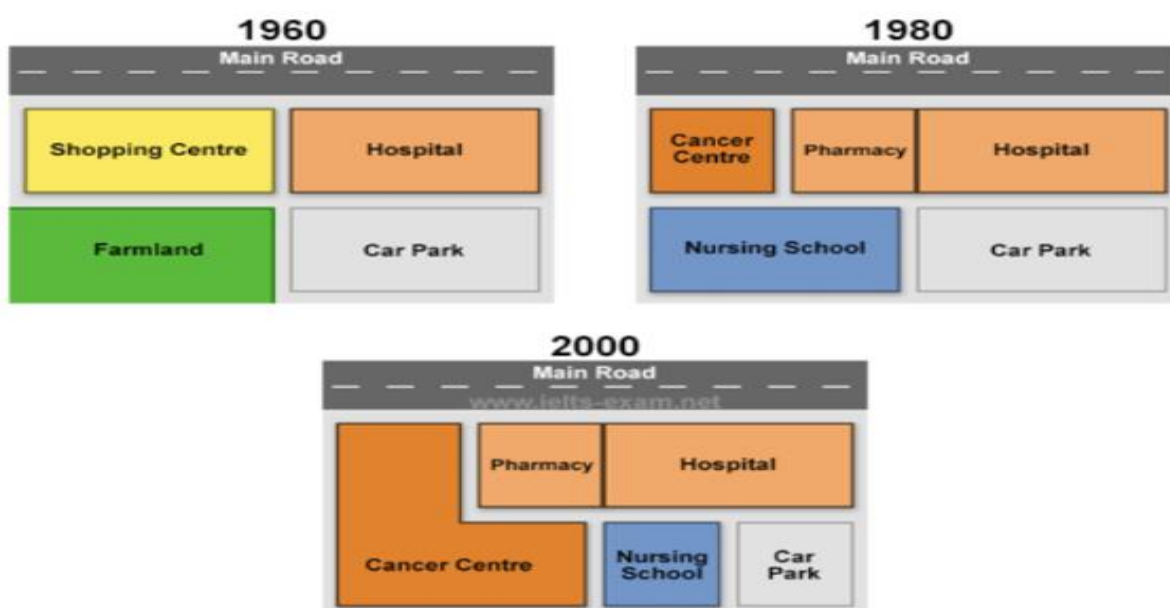 1960
Main Road
Shopping Centre
Hospital
Farmland
Car Park
1980
Main Road
Cancer
Centre
Pharmacy
Hospital
Nursing School
Car Park
2000
Main Road
www.ielts-exam.net
Pharmacy
Hospital
Cancer Centre
Nursing
School
Car
Park